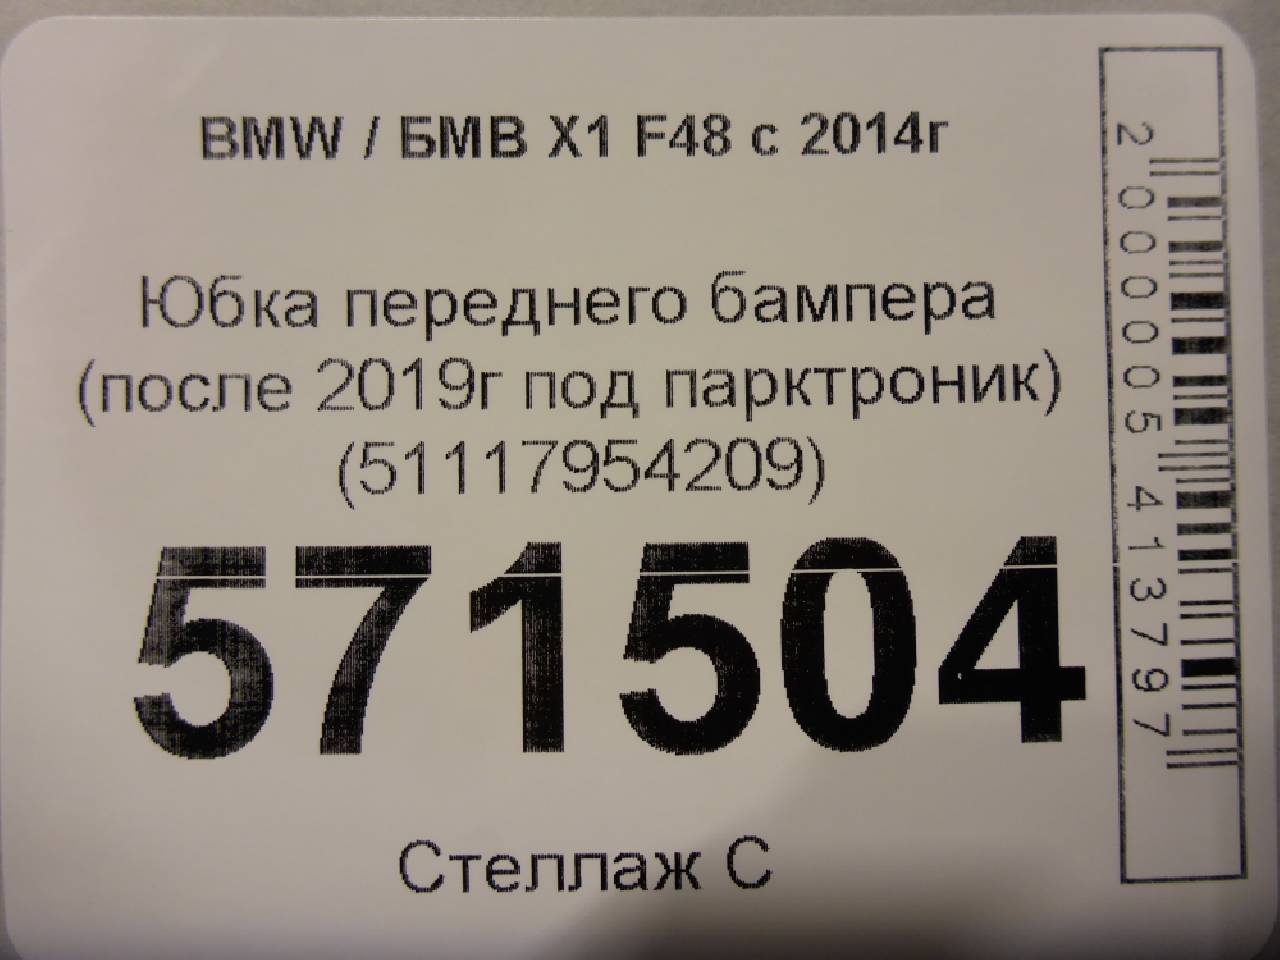 BMW / БМВ X1 F48 с 2014г
Юбка переднего бампера
(после 2019г под парктроник)
(51117954209)
571504
Стеллаж С
2000005413797